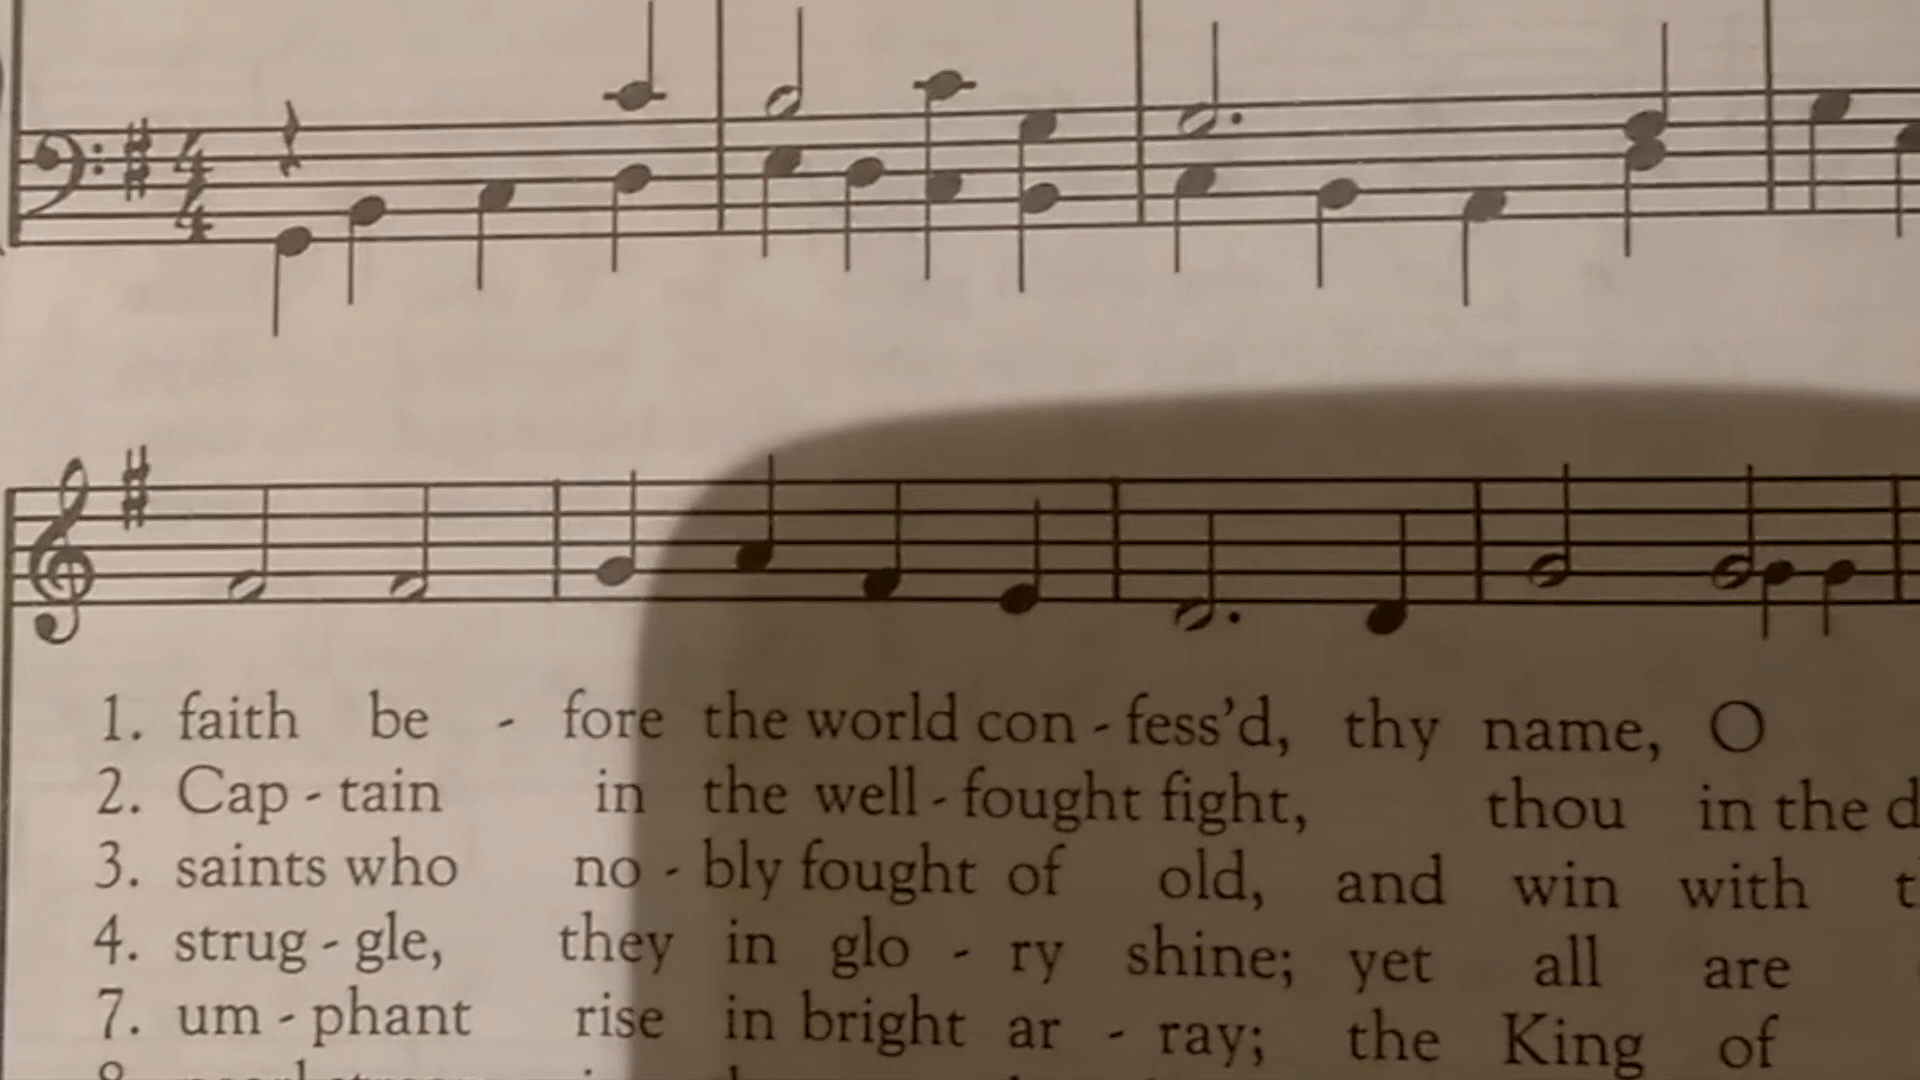 4
4
1. faith be - fore the world con - fess'd, thy name, O
2. Cap - tain in the well - fought fight, thou in the
3. saints who no - bly fought of old, and win with
4. strug - gle, they in glo - ry shine; yet all are
7. um - phant rise in bright ar - ray; the King of